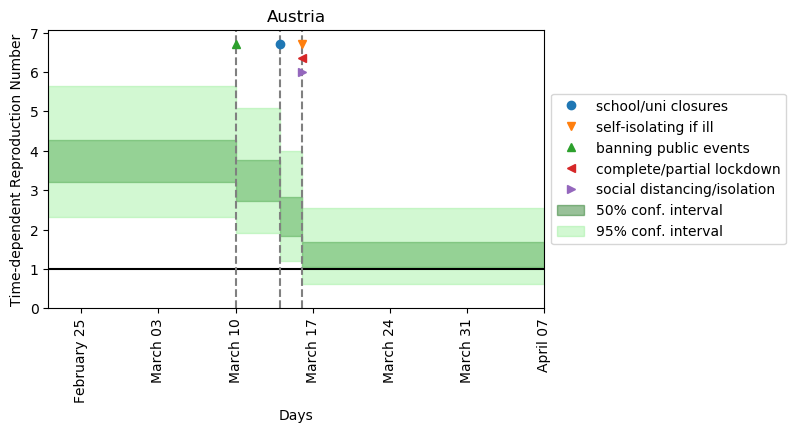 Austria
Time-dependent Reproduction Number
7
6
5
4
3
2
1
0
February 25
March 03
March 10
March 17
March 24
March 31
April 07
Days
school/uni closures
self-isolating if ill
banning public events
complete/partial lockdown
social distancing/isolation
50% conf. interval
95% conf. interval